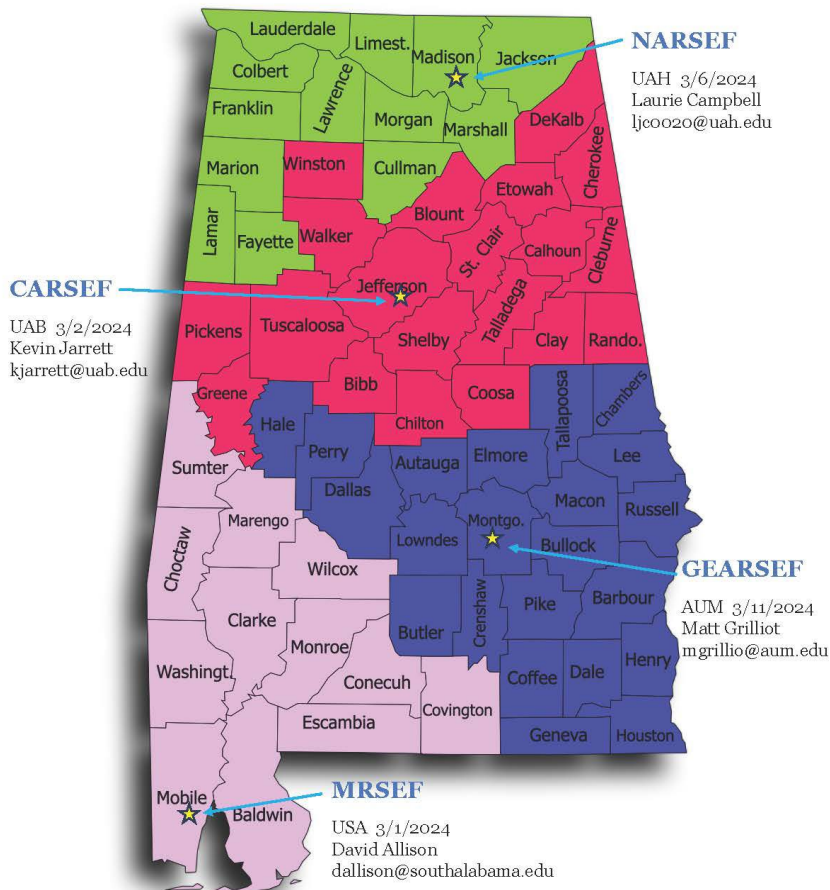 Lauderdale
Limest.
Madison
Jackson
NARSEF
UAH 3/6/2024
Laurie Campbell
ljc0020@uah.edu
Colbert
Lawrence
Franklin
Morgan
Marshall
DeKalb
Cherokee
Marion
Winston
Cullman
Etowah
Lamar
Fayette
Walker
Blount
St. Clair
Calhoun
Cleburne
CARSEF
UAB 3/2/2024
Kevin Jarrett
kjarrett@uab.edu
Jefferson
Talladega
Pickens
Tuscaloosa
Shelby
Clay
Rando.
Greene
Bibb
Chilton
Coosa
Tallapoosa
Chambers
Hale
Perry
Autauga
Elmore
Lee
Sumter
Dallas
Macon
Russell
Marengo
Choctaw
Lowndes
Montgo.
Bullock
GEARSEF
AUM 3/11/2024
Matt Grilliot
mgrillio@aum.edu
Wilcox
Clarke
Butler
Crenshaw
Pike
Barbour
Monroe
Washingt.
Conecuh
Covington
Coffee
Dale
Henry
Escambia
Geneva
Houston
Mobile
Baldwin
MRSEF
USA 3/1/2024
David Allison
dallison@southalabama.edu